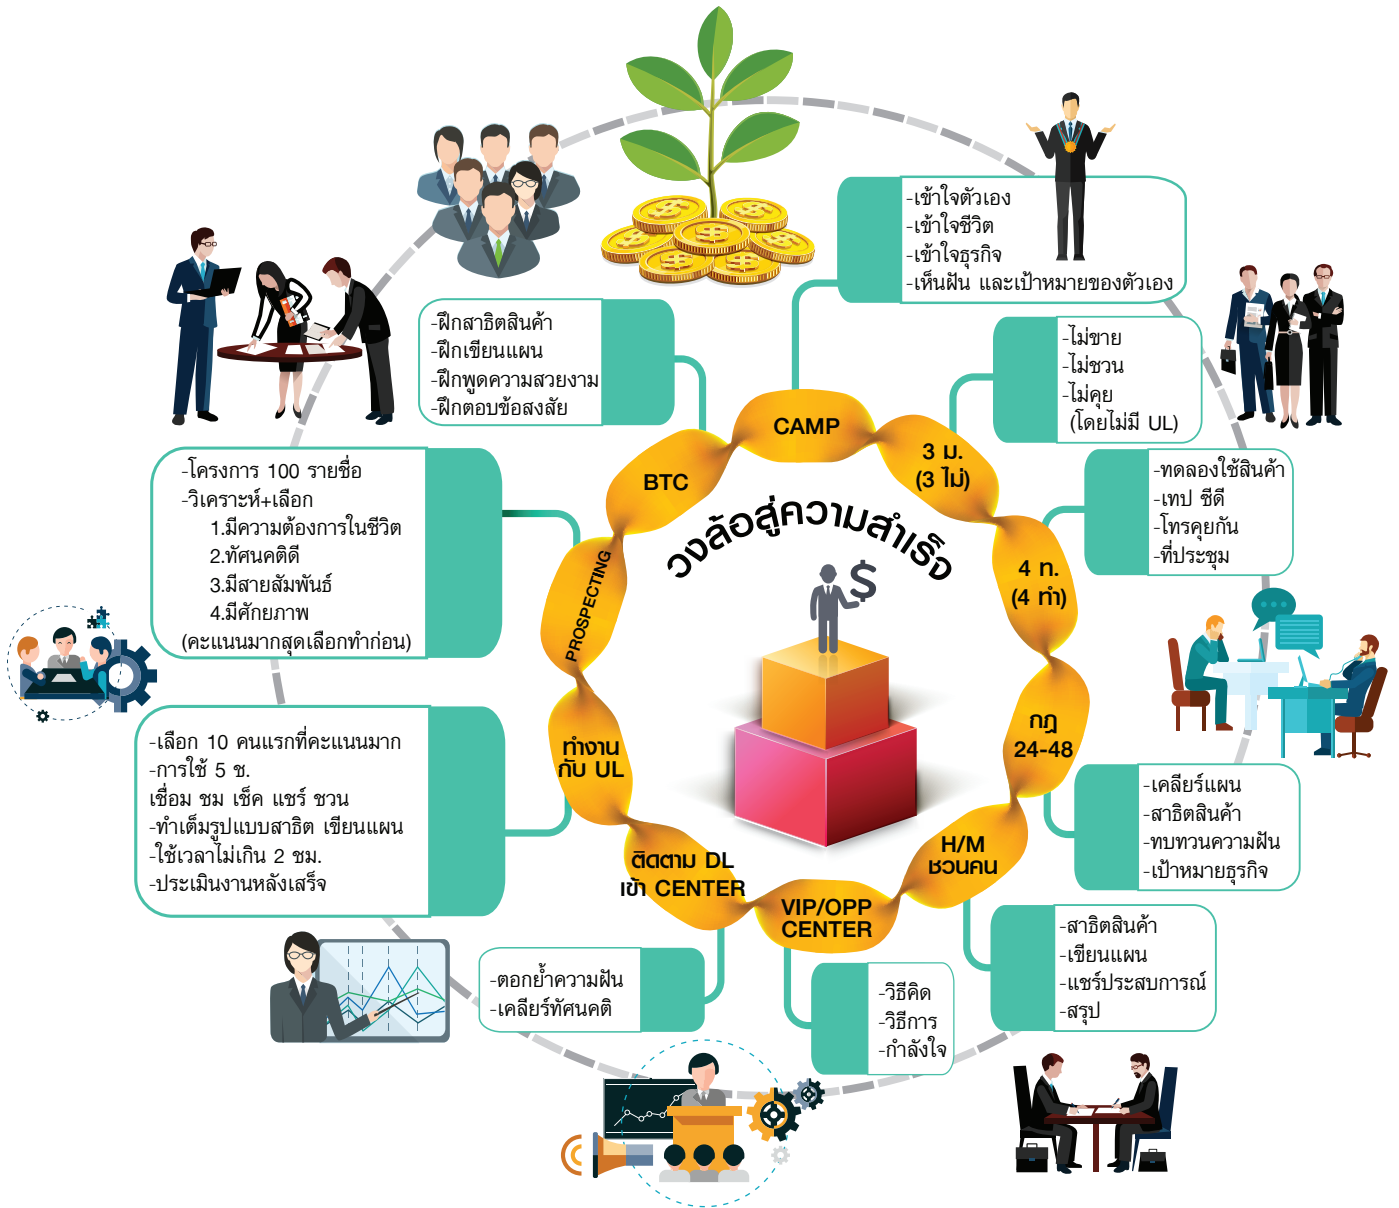 วงล้อสู่ความสำเร็จ
CAMP
-เข้าใจตัวเอง
-เข้าใจชีวิต
-เข้าใจธุรกิจ
-เห็นฝัน และเป้าหมายของตัวเอง
3 ม.
(3 ไม่)
-ไม่ขาย
-ไม่ชวน
-ไม่คุย
(โดยไม่มี UL)
4 ท.
(4 ทำ)
-ทดลองใช้สินค้า
-เทป ซีดี
-โทรคุยกัน
-ที่ประชุม
กฎ
24-48
-เคลียร์แผน
-สาธิตสินค้า
-ทบทวนความฝัน
-เป้าหมายธุรกิจ
H/M
ชวนคน
-สาธิตสินค้า
-เขียนแผน
-แชร์ประสบการณ์
-สรุป
VIP/OPP
CENTER
-วิธีคิด
-วิธีการ
-กำลังใจ
ติดตาม DL
เข้า CENTER
-ตอกย้ำความฝัน
-เคลียร์ทัศนคติ
ทำงาน
กับ UL
-เลือก 10 คนแรกที่คะแนนมาก
-การใช้ 5 ช.
เชื่อม ชม เช็ค แชร์ ชวน
-ทำเต็มรูปแบบสาธิต เขียนแผน
-ใช้เวลาไม่เกิน 2 ชม.
-ประเมินงานหลังเสร็จ
PROSPECTING
-โครงการ 100 รายชื่อ
-วิเคราะห์+เลือก
1.มีความต้องการในชีวิต
2.ทัศนคติดี
3.มีสายสัมพันธ์
4.มีศักยภาพ
(คะแนนมากสุดเลือกทำก่อน)
BTC
-ฝึกสาธิตสินค้า
-ฝึกเขียนแผน
-ฝึกพูดความสวยงาม
-ฝึกตอบข้อสงสัย